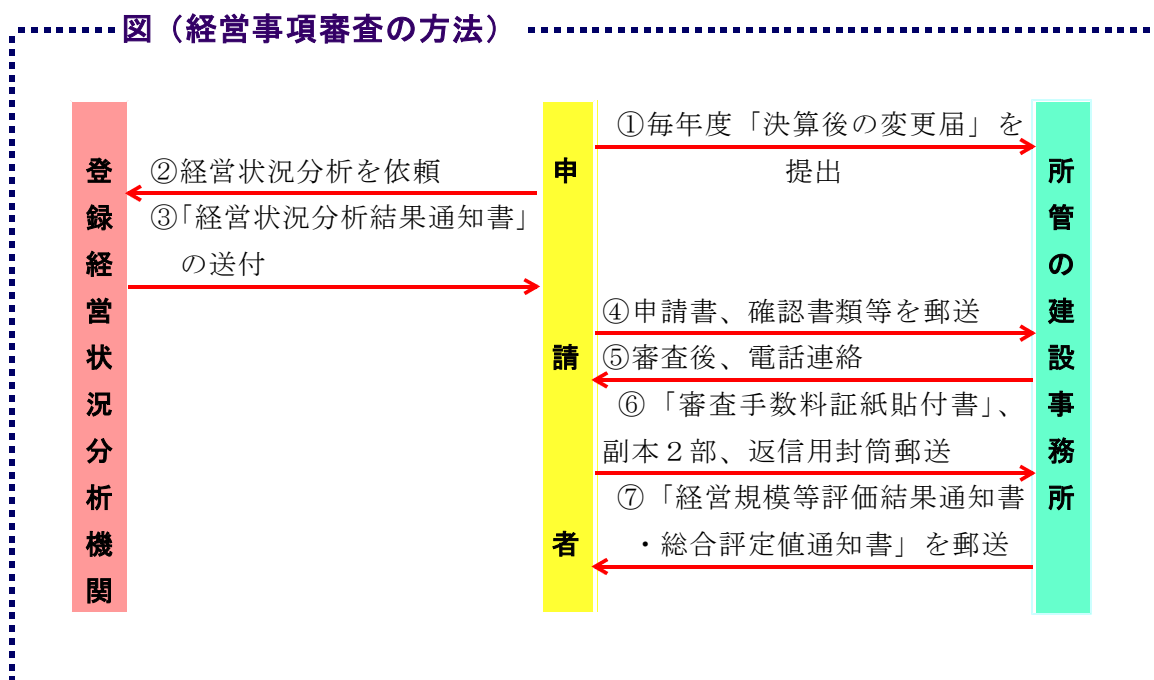 図（経営事項審査の方法）
登録経営状況分析機関
②経営状況分析を依頼
③「経営状況分析結果通知書」
の送付
申請者
①毎年度「決算後の変更届」を
提出
④申請書、確認書類等を郵送
⑤審査後、電話連絡
⑥「審査手数料証紙貼付書」、
副本２部、返信用封筒郵送
⑦「経営規模等評価結果通知書
・総合評定値通知書」を郵送
所管の建設事務所